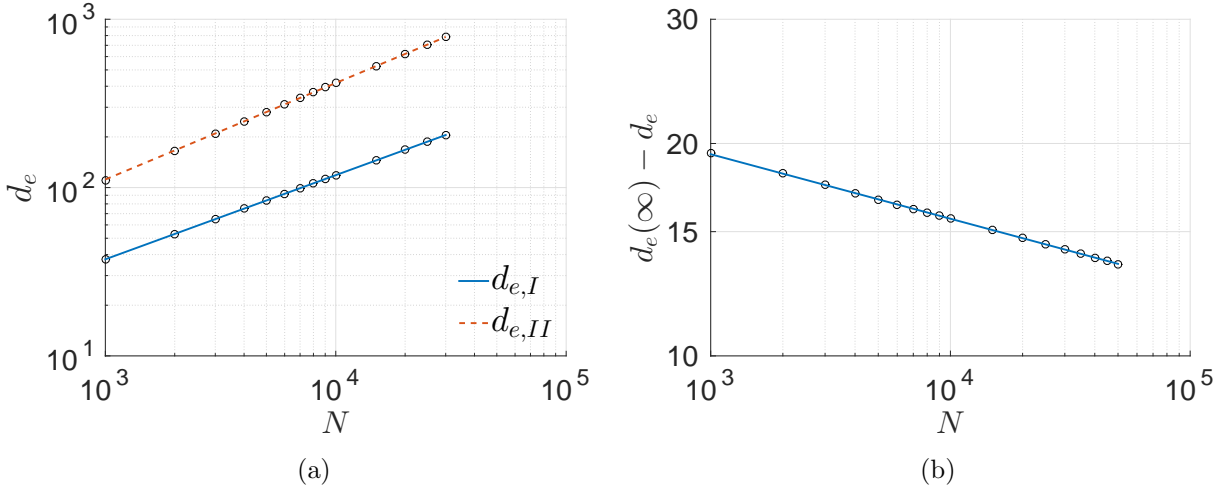 10^3
10^2
10^1
d_e
d_{e,I}
d_{e,II}
10^3 10^4 10^5
N
(a)
30
20
15
10
d_e(∞) − d_e
10^3 10^4 10^5
N
(b)